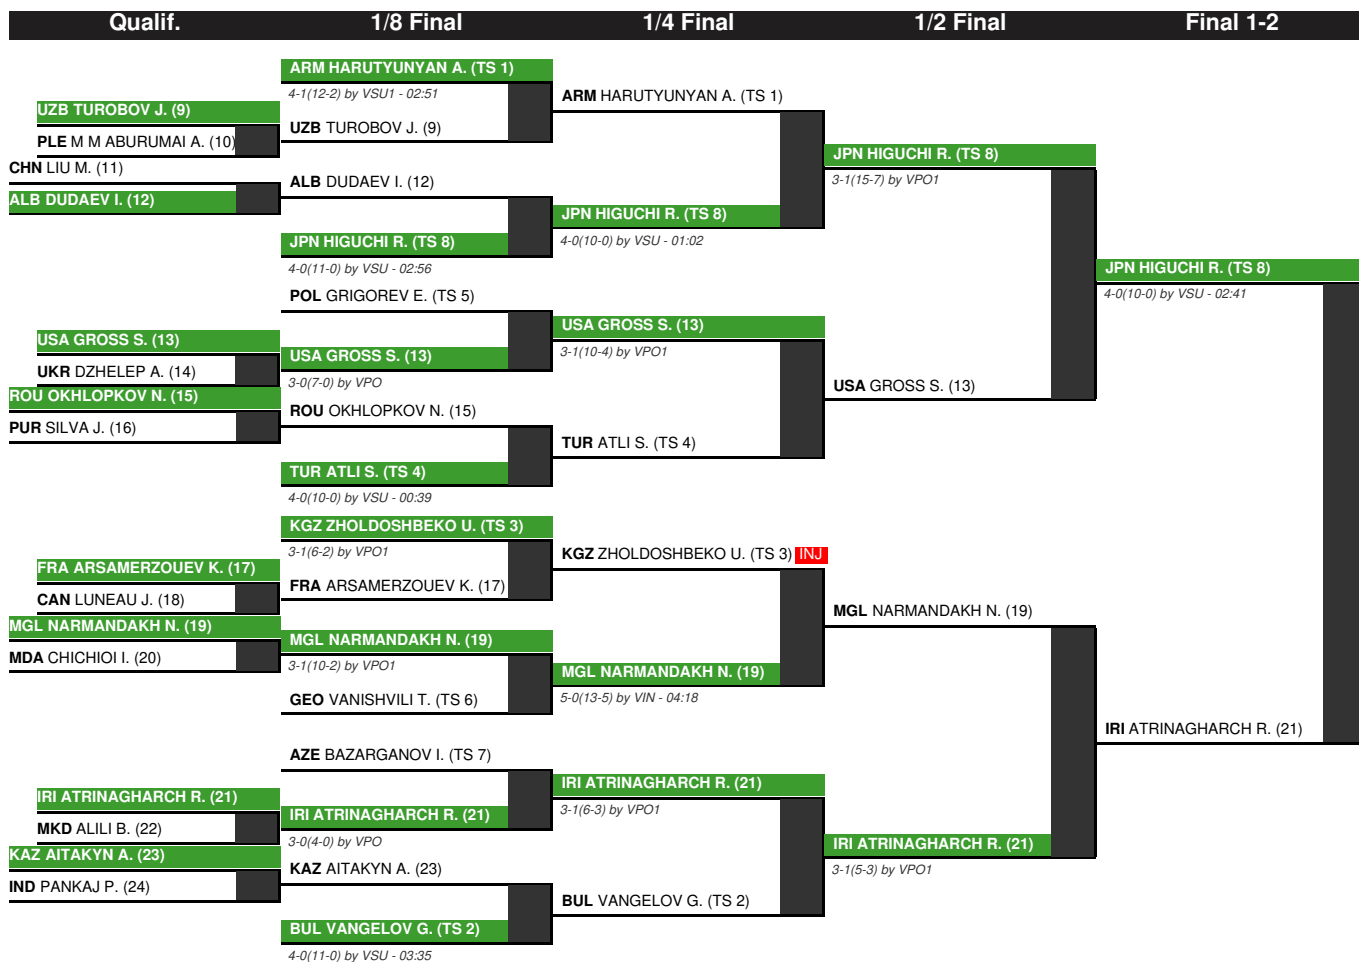 Qualif.
1/8 Final
1/4 Final
1/2 Final
Final 1-2
UZB TUROBOV J. (9)
PLE M M ABURUMAI A. (10)
CHN LIU M. (11)
ALB DUDAEV I. (12)
USA GROSS S. (13)
UKR DZHELEP A. (14)
ROU OKHLOPKOV N. (15)
PUR SILVA J. (16)
FRA ARSAMERZOUEV K. (17)
CAN LUNEAU J. (18)
MGL NARMANDAKH N. (19)
MDA CHICHIOI I. (20)
IRI ATRINAGHARCH R. (21)
MKD ALILI B. (22)
KAZ AITAKYN A. (23)
IND PANKAJ P. (24)
ARM HARUTYUNYAN A. (TS 1)
4-1(12-2) by VSU1 - 02:51
UZB TUROBOV J. (9)
ALB DUDAEV I. (12)
JPN HIGUCHI R. (TS 8)
4-0(11-0) by VSU - 02:56
POL GRIGOREV E. (TS 5)
USA GROSS S. (13)
3-0(7-0) by VPO
ROU OKHLOPKOV N. (15)
TUR ATLI S. (TS 4)
4-0(10-0) by VSU - 00:39
KGZ ZHOLDOSHBEKO U. (TS 3)
3-1(6-2) by VPO1
FRA ARSAMERZOUEV K. (17)
MGL NARMANDAKH N. (19)
3-1(10-2) by VPO1
GEO VANISHVILI T. (TS 6)
AZE BAZARGANOV I. (TS 7)
IRI ATRINAGHARCH R. (21)
3-0(4-0) by VPO
KAZ AITAKYN A. (23)
BUL VANGELOV G. (TS 2)
4-0(11-0) by VSU - 03:35
ARM HARUTYUNYAN A. (TS 1)
JPN HIGUCHI R. (TS 8)
4-0(10-0) by VSU - 01:02
USA GROSS S. (13)
3-1(10-4) by VPO1
TUR ATLI S. (TS 4)
KGZ ZHOLDOSHBEKO U. (TS 3) INJ
MGL NARMANDAKH N. (19)
5-0(13-5) by VIN - 04:18
IRI ATRINAGHARCH R. (21)
3-1(6-3) by VPO1
BUL VANGELOV G. (TS 2)
JPN HIGUCHI R. (TS 8)
3-1(15-7) by VPO1
USA GROSS S. (13)
MGL NARMANDAKH N. (19)
IRI ATRINAGHARCH R. (21)
3-1(5-3) by VPO1
JPN HIGUCHI R. (TS 8)
4-0(10-0) by VSU - 02:41
IRI ATRINAGHARCH R. (21)